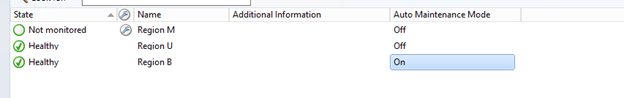 State Name Additional Information Auto Maintenance Mode
Not monitored Region M Off
Healthy Region U Off
Healthy Region B On